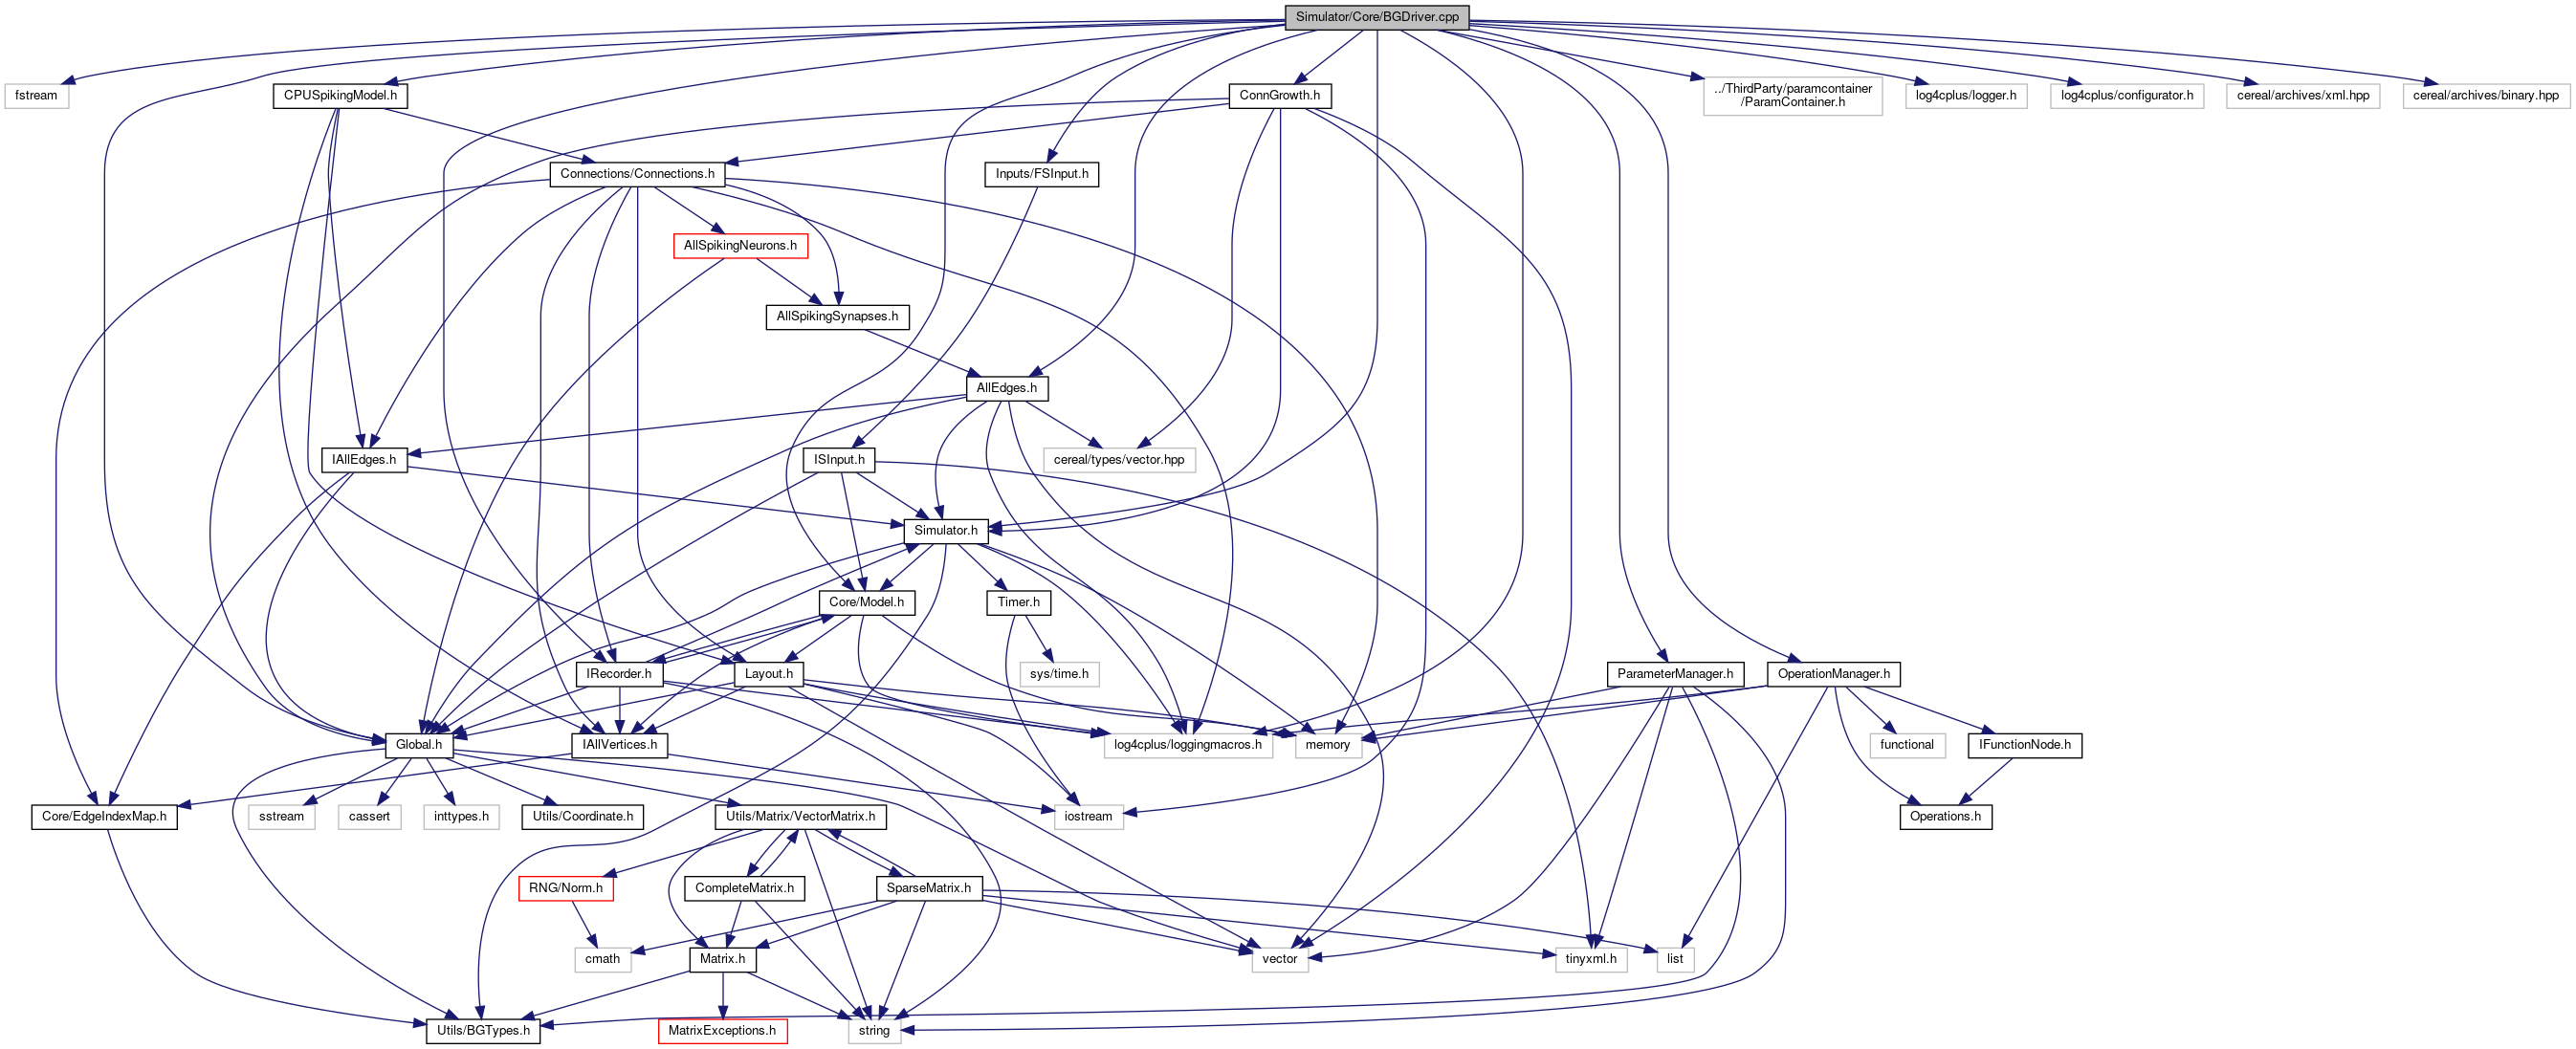 Simulator/Core/BGDriver.cpp
fstream
CPUSpikingModel.h
ConnGrowth.h
../ThirdParty/paramcontainer
/ParamContainer.h
log4cplus/logger.h
log4cplus/configurator.h
cereal/archives/xml.hpp
cereal/archives/binary.hpp
Connections/Connections.h
Inputs/FSInput.h
AllSpikingNeurons.h
AllSpikingSynapses.h
AllEdges.h
IAllEdges.h
ISInput.h
cereal/types/vector.hpp
Simulator.h
Core/Model.h
Timer.h
IRecorder.h
Layout.h
sys/time.h
ParameterManager.h
OperationManager.h
Global.h
IAllVertices.h
log4cplus/loggingmacros.h
memory
functional
IFunctionNode.h
Core/EdgeIndexMap.h
sstream
cassert
inttypes.h
Utils/Coordinate.h
Utils/Matrix/VectorMatrix.h
iostream
Operations.h
RNG/Norm.h
CompleteMatrix.h
SparseMatrix.h
cmath
Matrix.h
vector
tinyxml.h
list
Utils/BGTypes.h
MatrixExceptions.h
string